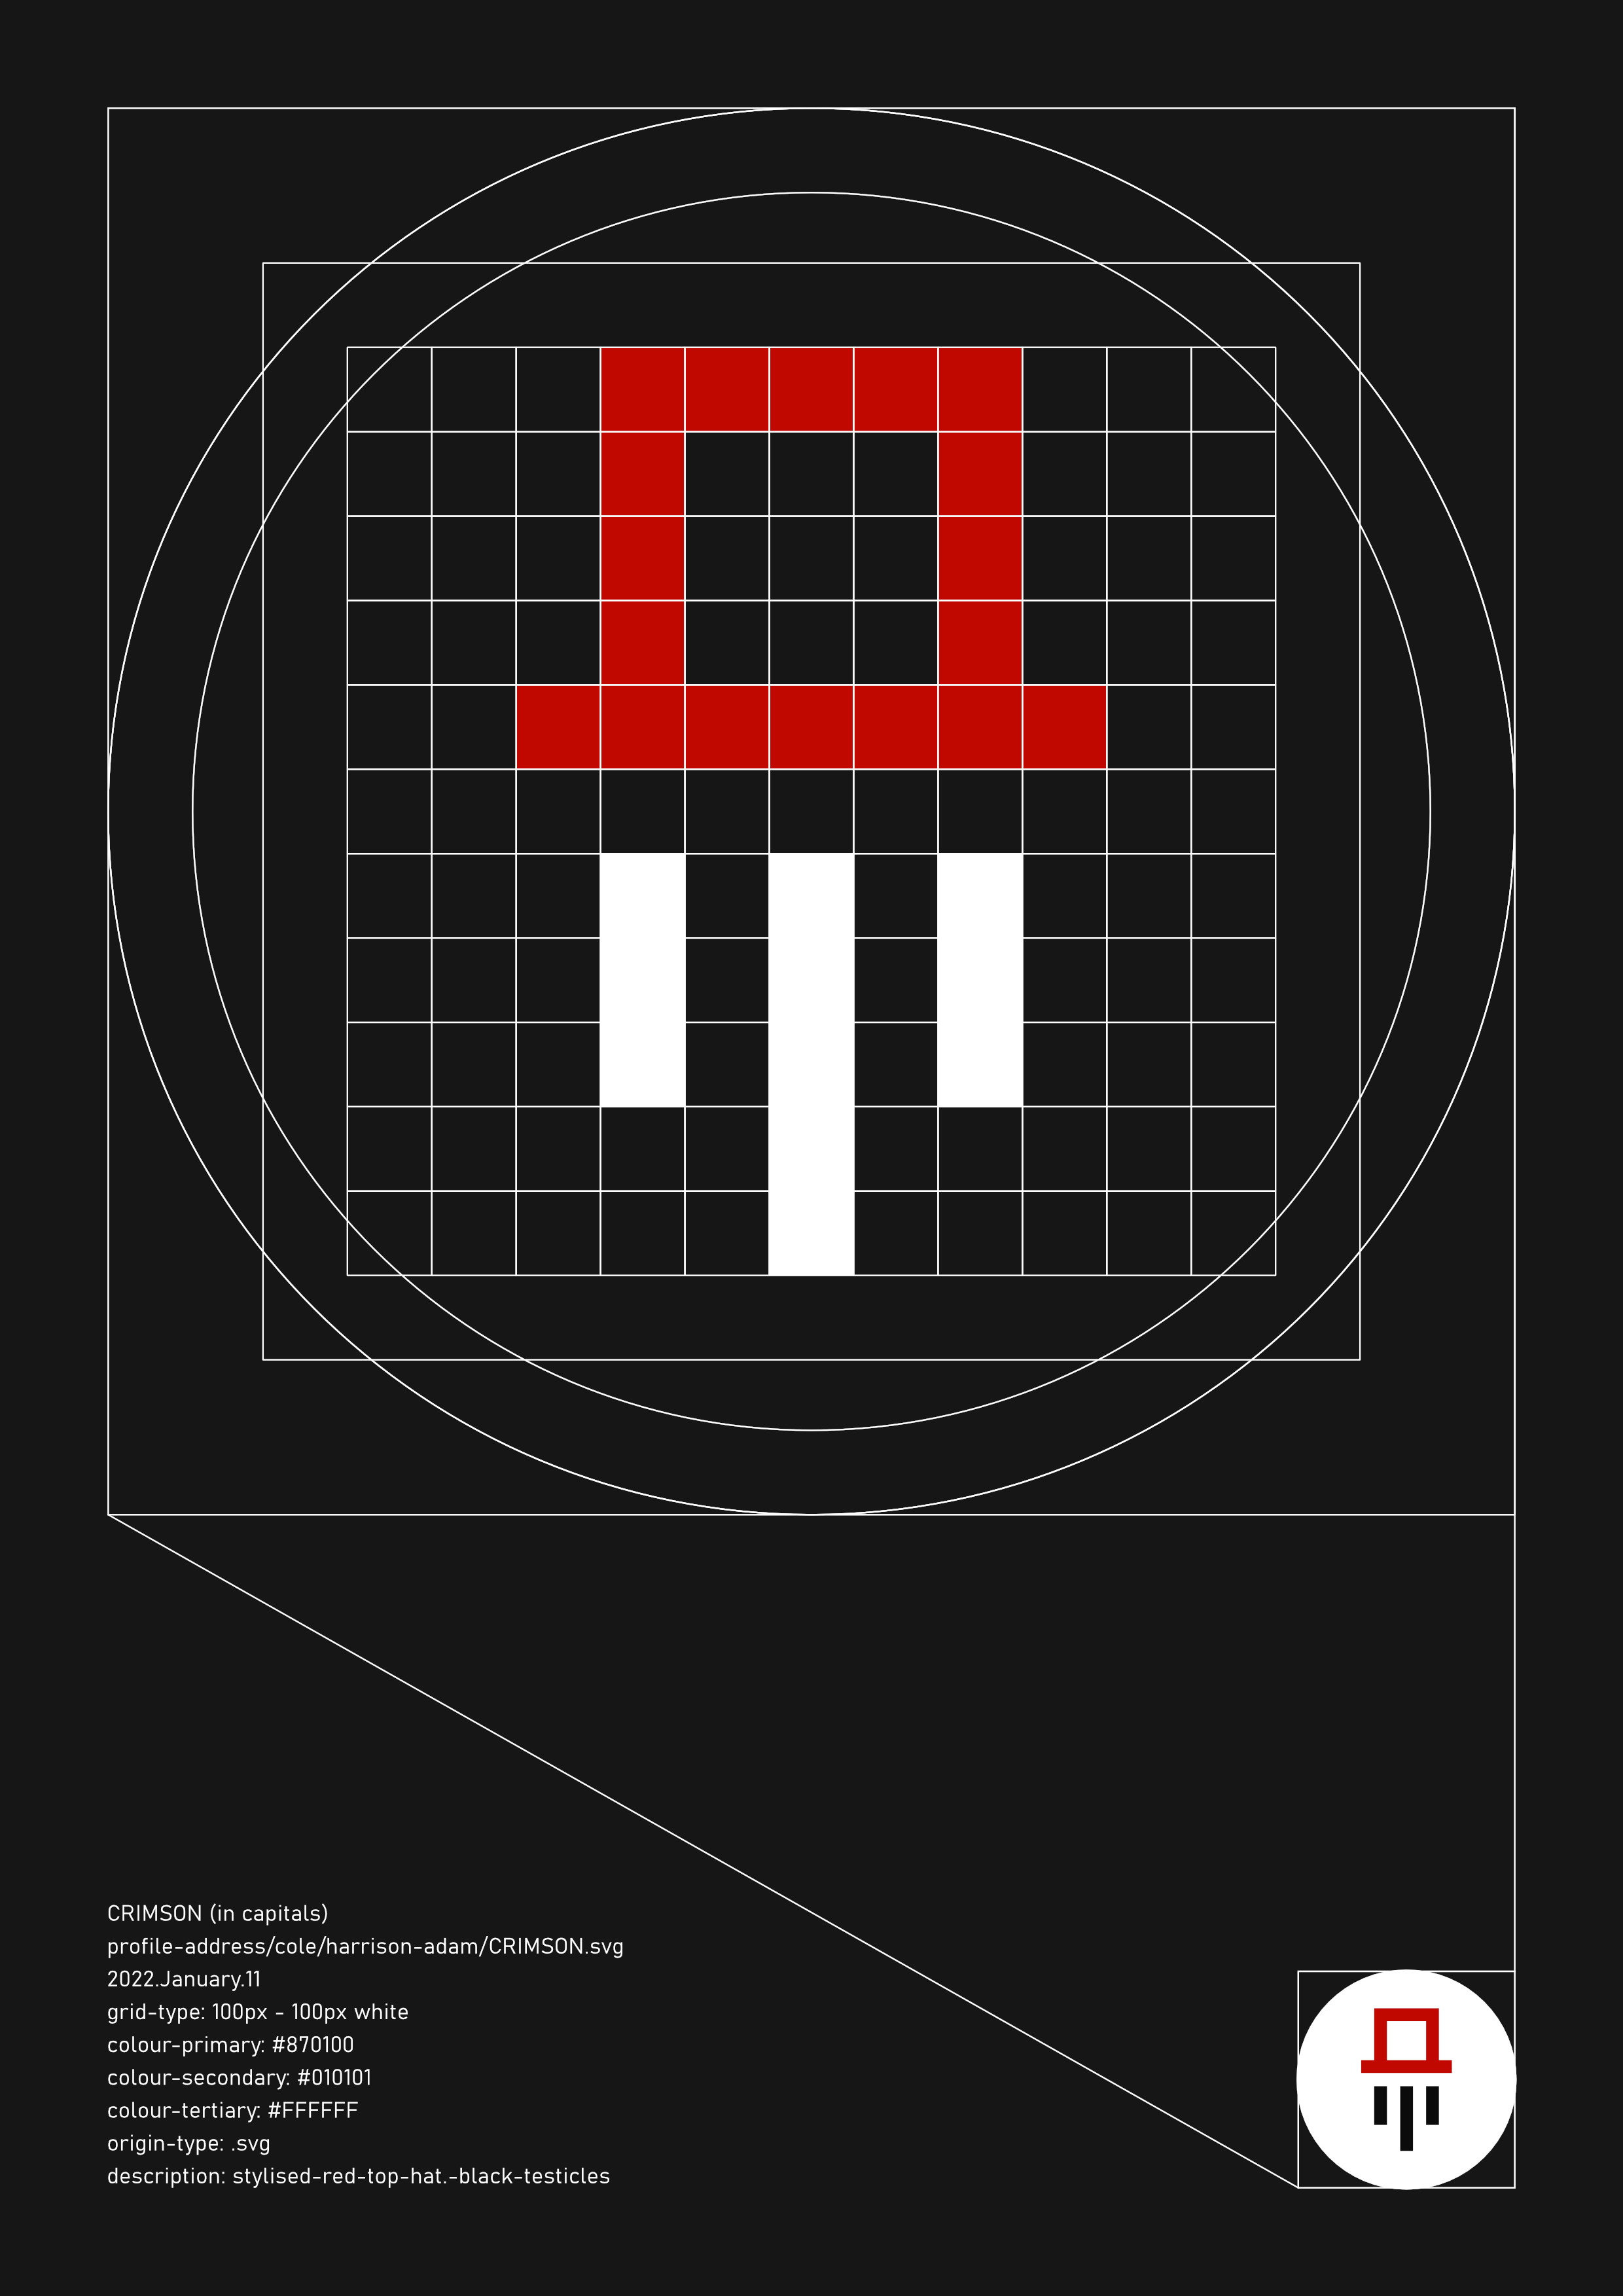 CRIMSON (in capitals)
profile-address/cole/harrison-adam/CRIMSON.svg
2022.January.11
grid-type: 100px - 100px white
colour-primary: #870100
colour-secondary: #010101
colour-tertiary: #FFFFFF
origin-type: .svg
description: stylised-red-top-hat.-black-testicles